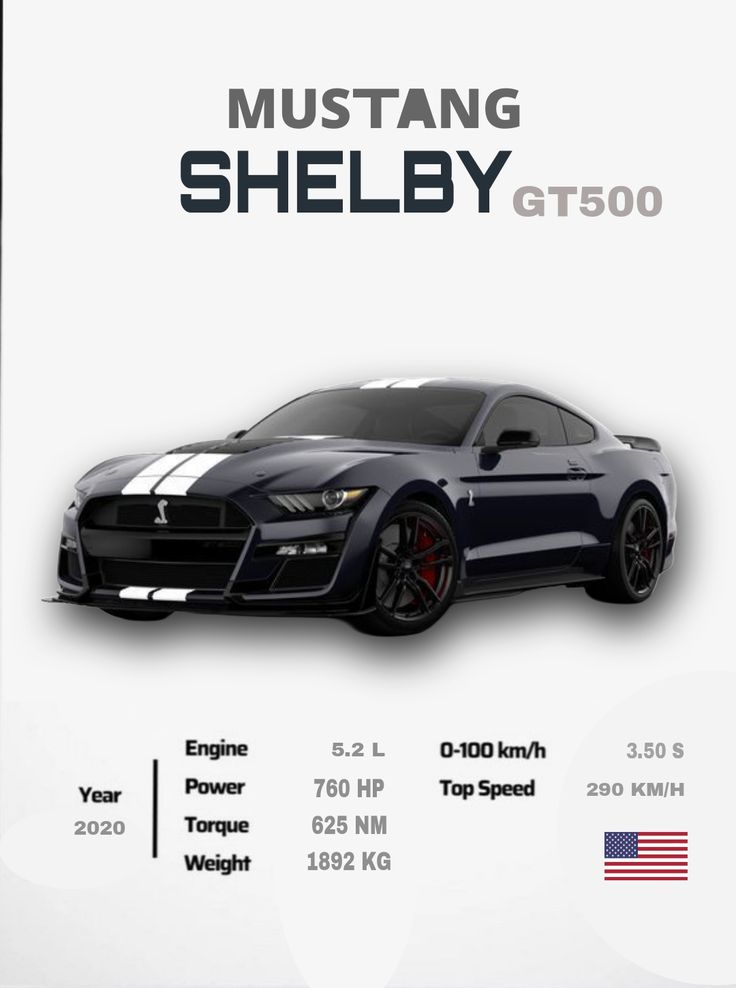 MUSTANG
SHELBY GT500
Year
2020
Engine 5.2 L
Power 760 HP
Torque 625 NM
Weight 1892 KG
0-100 km/h 3.50 S
Top Speed 290 KM/H